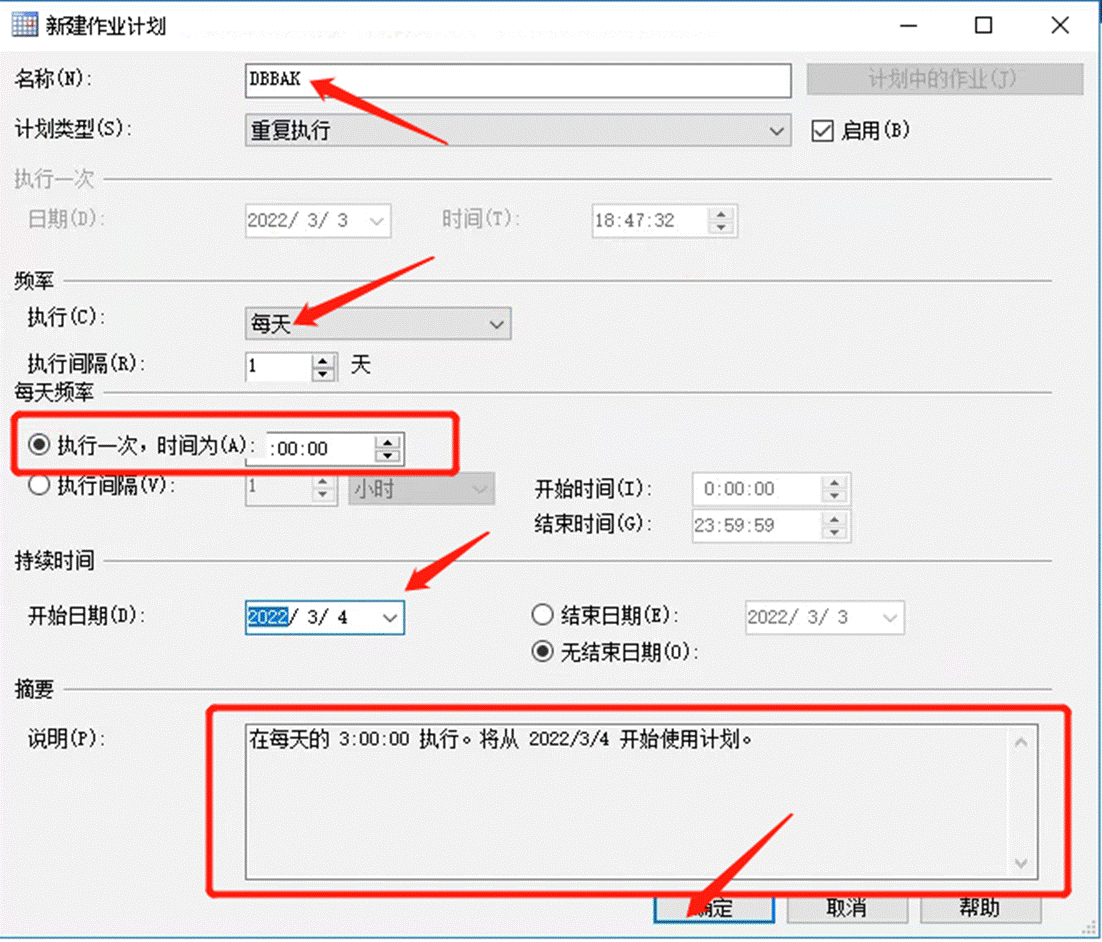 新建作业计划
名称(N): DBBAK 计划中的作业(J)
计划类型(S): 重复执行 启用(B)
执行一次
日期(D): 2022/ 3/ 3 时间(T): 18:47:32
频率
执行(C): 每天
执行间隔(R): 1 天
每天频率
执行一次，时间为(A): :00:00
执行间隔(V): 1 小时 开始时间(I): 0:00:00
结束时间(G): 23:59:59
持续时间
开始日期(D): 2022/ 3/ 4 结束日期(E): 2022/ 3/ 3
无结束日期(O):
摘要
说明(P): 在每天的 3:00:00 执行。将从 2022/3/4 开始使用计划。
确定 取消 帮助